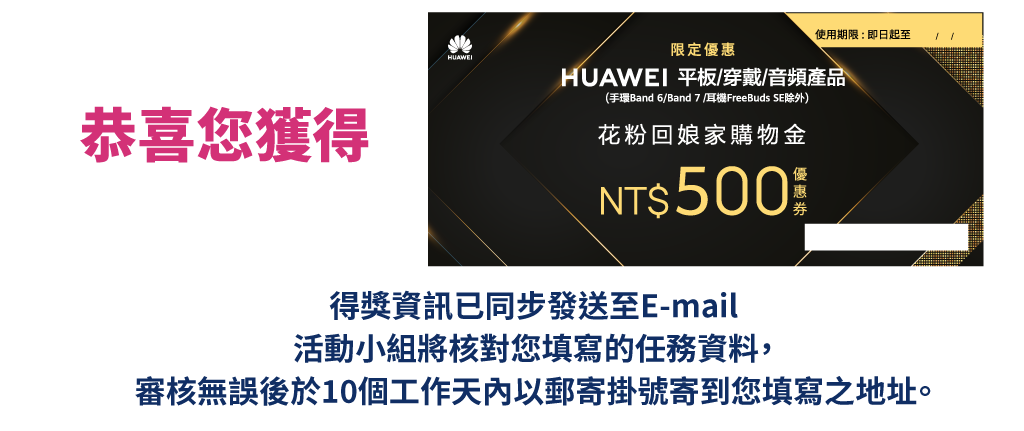 恭喜您獲得
HUAWEI
使用期限 : 即日起至 / /
限定優惠
HUAWEI 平板/穿戴/音頻產品
(手環Band 6/Band 7 /耳機FreeBuds SE除外)
花粉回娘家購物金
NT$500優惠券
得獎資訊已同步發送至E-mail
活動小組將核對您填寫的任務資料，
審核無誤後於10個工作天內以郵寄掛號寄到您填寫之地址。